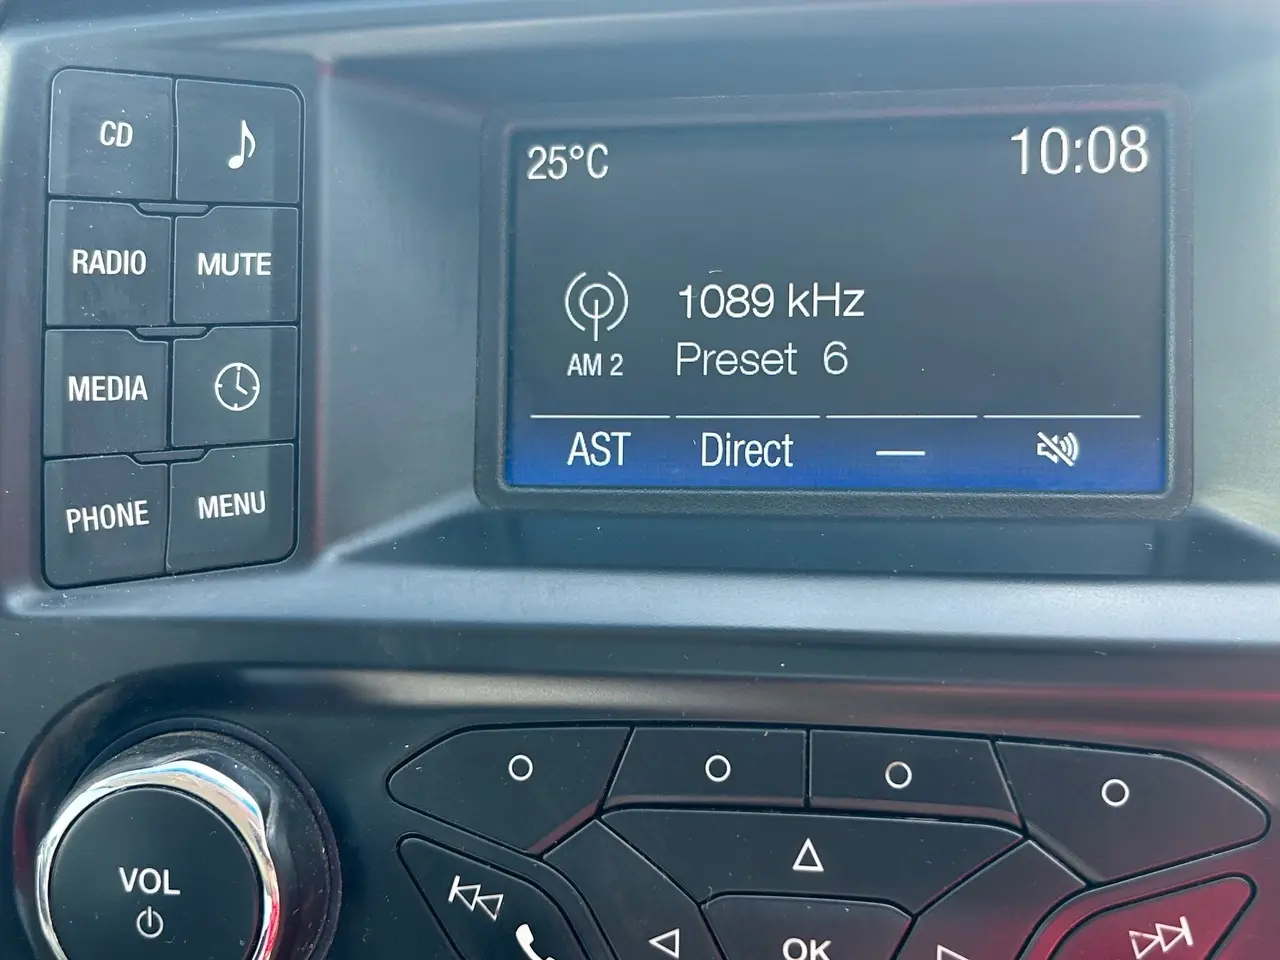 CD
RADIO MUTE
MEDIA
PHONE MENU
25°C 10:08
1089 kHz
AM 2 Preset 6
AST Direct —
VOL
OK